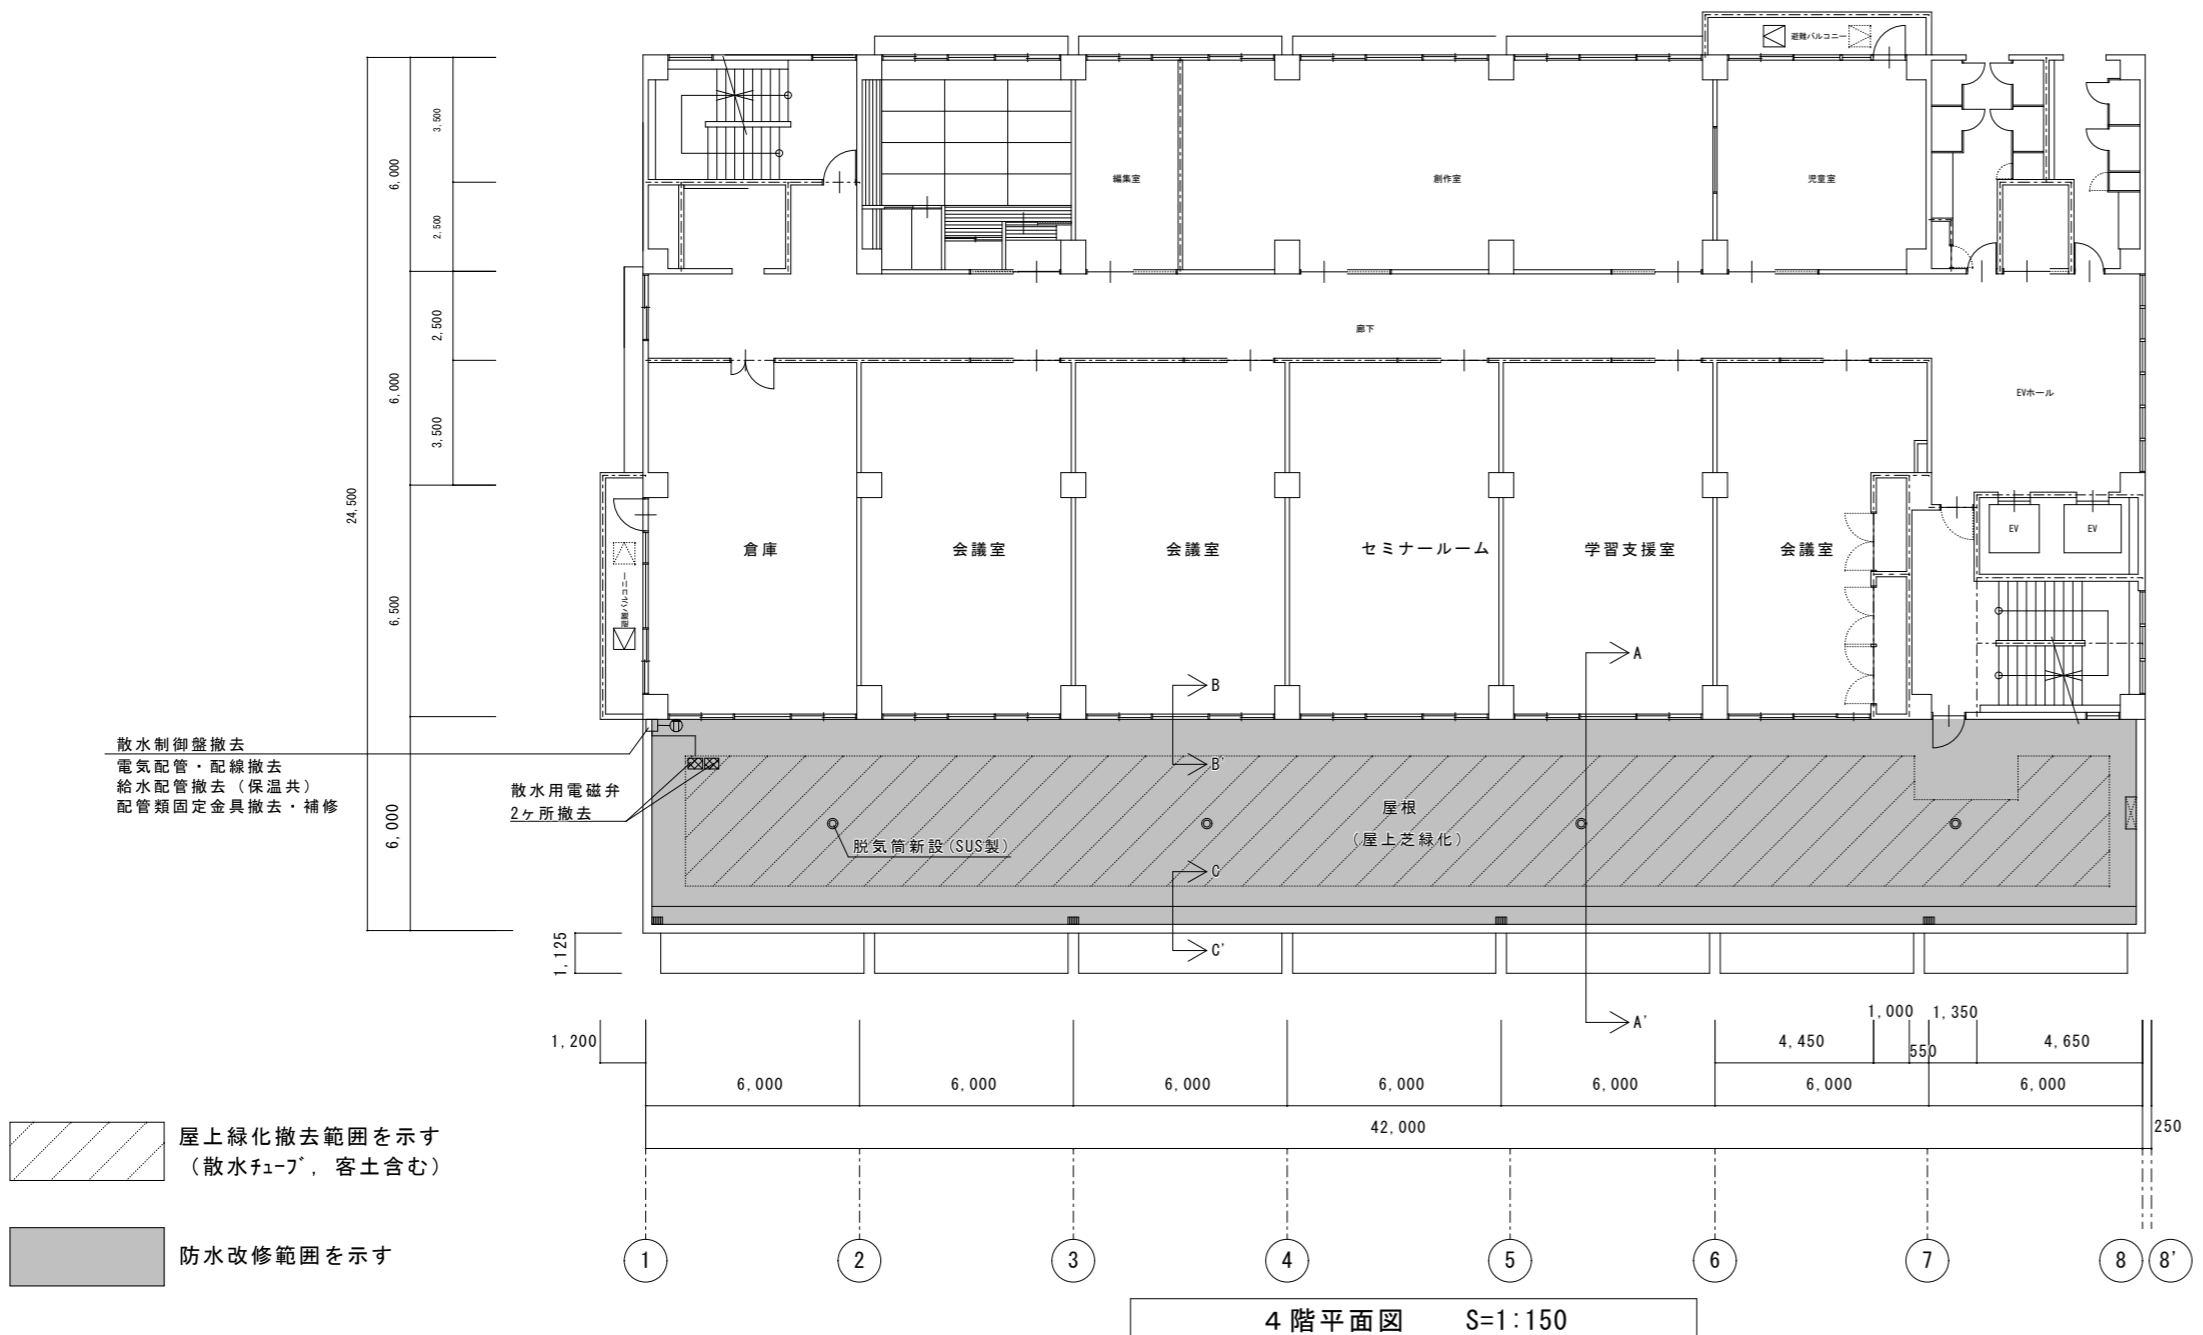 避難バルコニー
3,500
6,000
編集室
創作室
児童室
2,500
廊下
2,500
6,000
3,500
EVホール
24,500
EV
EV
倉庫
会議室
会議室
セミナールーム
学習支援室
会議室
避難バルコニー
6,500
A
B
散水制御盤撤去
電気配管・配線撤去
給水配管撤去（保温共）
配管類固定金具撤去・補修
B'
散水用電磁弁
2ヶ所撤去
屋根
（屋上芝緑化）
6,000
脱気筒新設(SUS製)
C
C'
1,125
A'
1,000
1,350
1,200
4,450
550
4,650
6,000
6,000
6,000
6,000
6,000
6,000
6,000
42,000
250
屋上緑化撤去範囲を示す
（散水ﾁｭｰﾌﾞ, 客土含む）
防水改修範囲を示す
1
2
3
4
5
6
7
8
8'
４階平面図 S=1:150